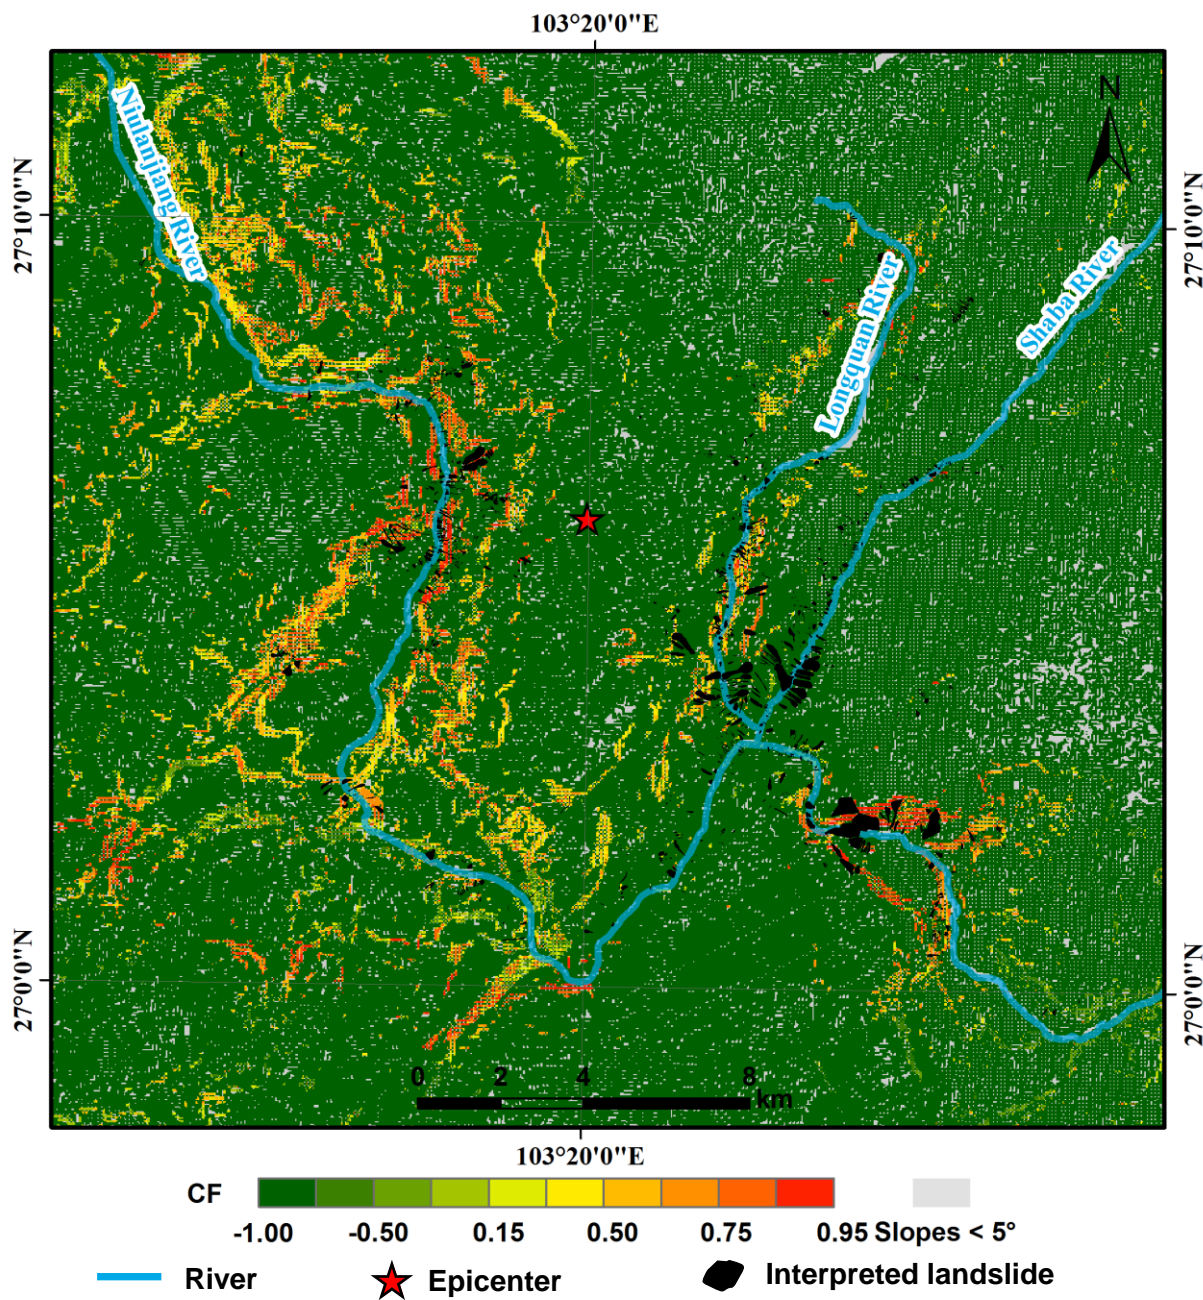 103°20'0"E
N
Niulanjiang River
27°10'0"N
27°10'0"N
Longquan River
Shaba River
27°0'0"N
27°0'0"N
0 2 4 8 km
103°20'0"E
CF
-1.00 -0.50 0.15 0.50 0.75 0.95 Slopes < 5°
River Epicenter Interpreted landslide